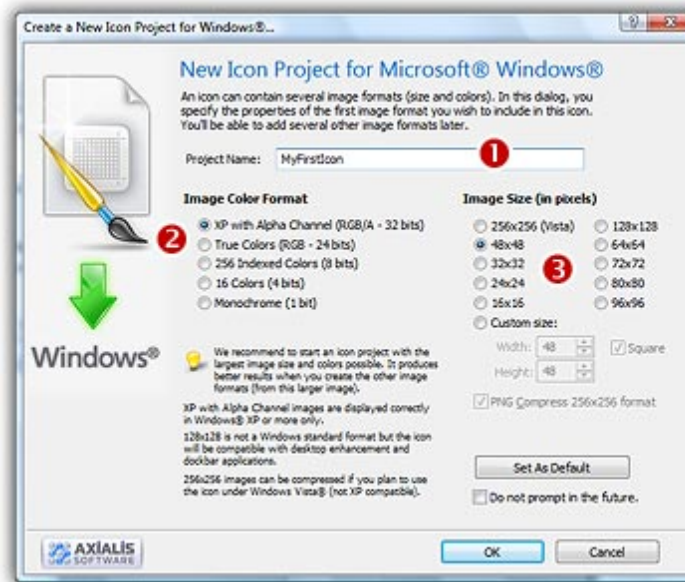 Create a New Icon Project for Windows®...
New Icon Project for Microsoft® Windows®
An icon can contain several image formats (size and colors). In this dialog, you
specify the properties of the first image format you wish to include in this icon.
You'll be able to add several other image formats later.
Project Name: MyFirstIcon
1
Image Color Format
2
XP with Alpha Channel (RGB/A - 32 bits)
True Colors (RGB - 24 bits)
256 Indexed Colors (8 bits)
16 Colors (4 bits)
Monochrome (1 bit)
Image Size (in pixels)
256x256 (Vista) 128x128
48x48 64x64
32x32 3 72x72
24x24 80x80
16x16 96x96
Custom size:
Width: 48 Square
Height: 48
PNG Compress 256x256 format
Windows®
We recommend to start an icon project with the
largest image size and colors possible. It produces
better results when you create the other image
formats (from this larger image).
XP with Alpha Channel images are displayed correctly
in Windows® XP or more only.
128x128 is not a Windows standard format but the icon
will be compatible with desktop enhancement and
dockbar applications.
256x256 images can be compressed if you plan to use
the icon under Windows Vista® (not XP compatible).
Set As Default
Do not prompt in the future.
AXIALIS
SOFTWARE
OK Cancel